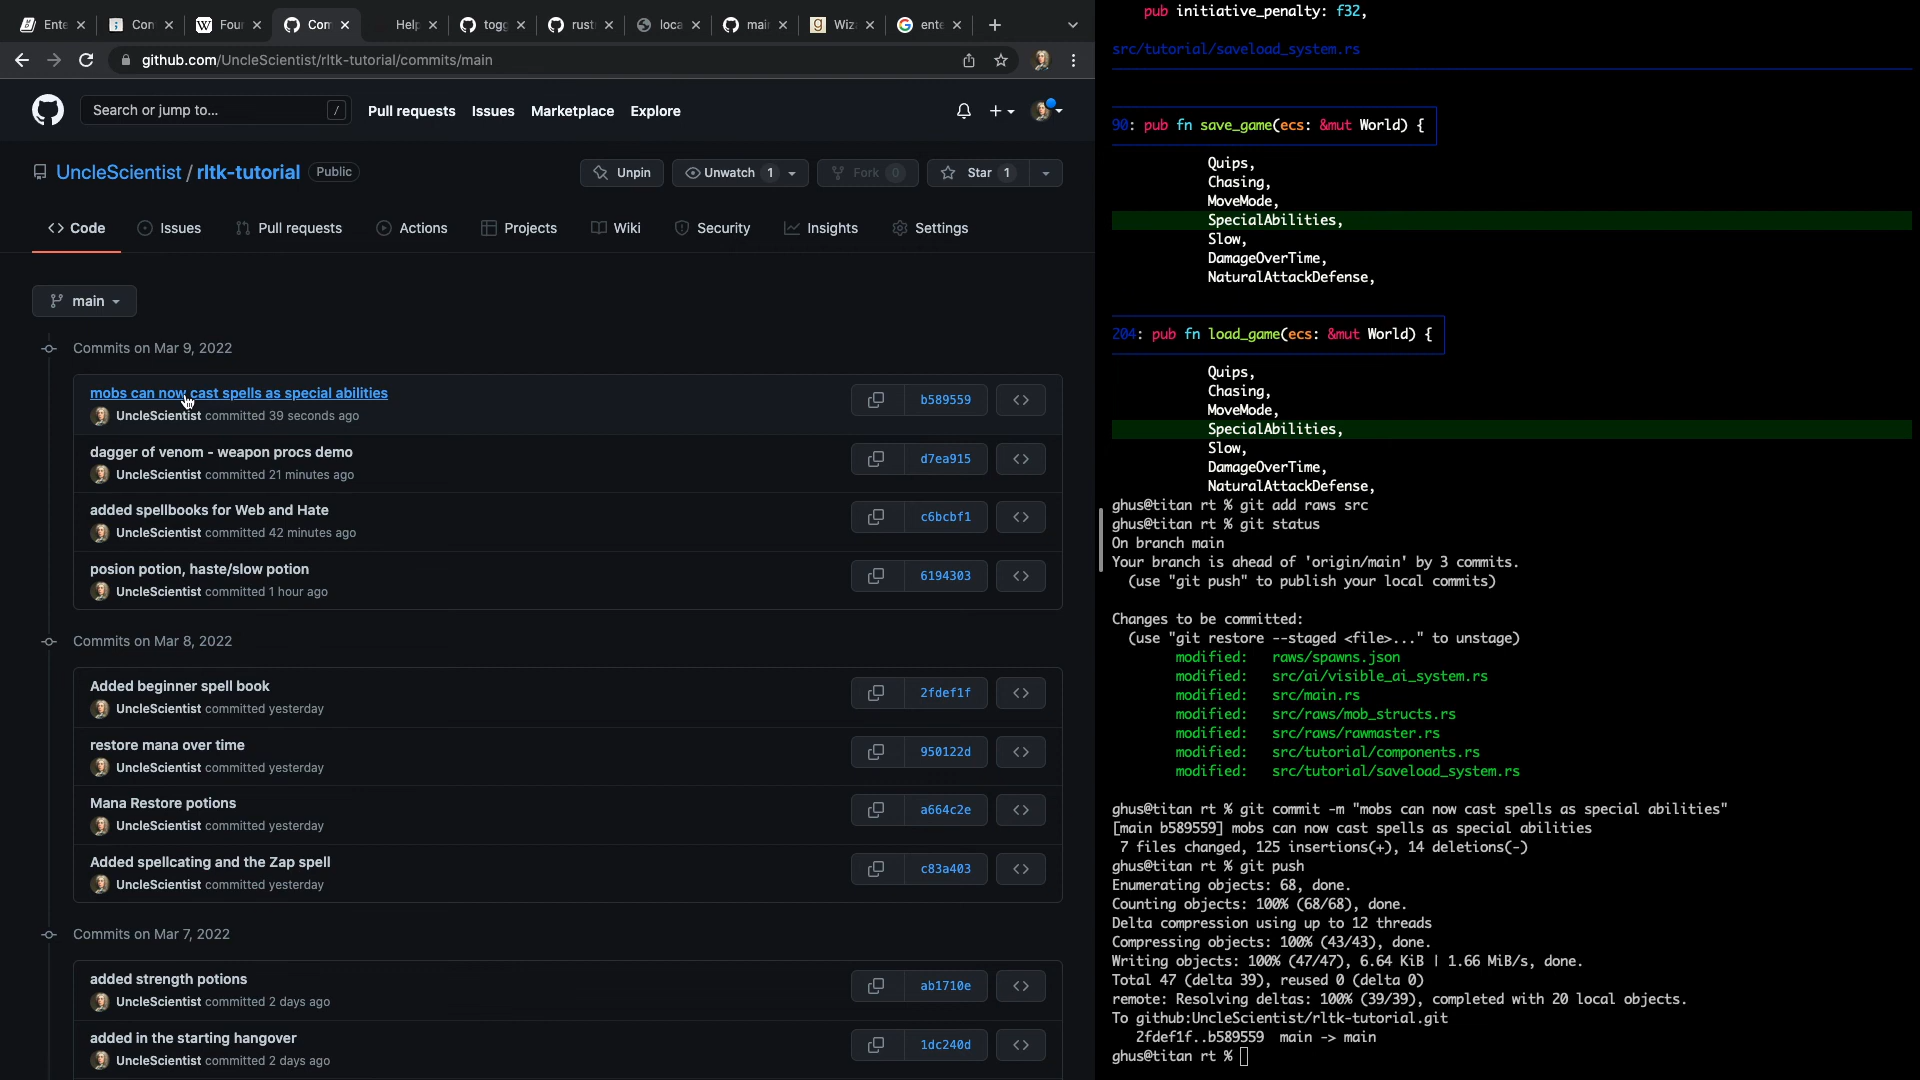 Ente
Con
Four
Com
Help
togg
rust
loca
main
Wiz
ente
github.com/UncleScientist/rltk-tutorial/commits/main
Search or jump to... /
Pull requests Issues Marketplace Explore
UncleScientist / rltk-tutorial Public
Unpin Unwatch 1 Fork 0 Star 1
Code Issues Pull requests Actions Projects Wiki Security Insights Settings
main
Commits on Mar 9, 2022
mobs can now cast spells as special abilities
UncleScientist committed 39 seconds ago
b589559
dagger of venom - weapon procs demo
UncleScientist committed 21 minutes ago
d7ea915
added spellbooks for Web and Hate
UncleScientist committed 42 minutes ago
c6bcbf1
posion potion, haste/slow potion
UncleScientist committed 1 hour ago
6194303
Commits on Mar 8, 2022
Added beginner spell book
UncleScientist committed yesterday
2fdef1f
restore mana over time
UncleScientist committed yesterday
950122d
Mana Restore potions
UncleScientist committed yesterday
a664c2e
Added spellcating and the Zap spell
UncleScientist committed yesterday
c83a403
Commits on Mar 7, 2022
added strength potions
UncleScientist committed 2 days ago
ab1710e
added in the starting hangover
UncleScientist committed 2 days ago
1dc240d
pub initiative_penalty: f32,
src/tutorial/saveload_system.rs
90: pub fn save_game(ecs: &mut World) {
Quips,
Chasing,
MoveMode,
SpecialAbilities,
Slow,
DamageOverTime,
NaturalAttackDefense,
204: pub fn load_game(ecs: &mut World) {
Quips,
Chasing,
MoveMode,
SpecialAbilities,
Slow,
DamageOverTime,
NaturalAttackDefense,
ghus@titan rt % git add raws src
ghus@titan rt % git status
On branch main
Your branch is ahead of 'origin/main' by 3 commits.
(use "git push" to publish your local commits)
Changes to be committed:
(use "git restore --staged <file>..." to unstage)
modified: raws/spawns.json
modified: src/ai/visible_ai_system.rs
modified: src/main.rs
modified: src/raws/mob_structs.rs
modified: src/raws/rawmaster.rs
modified: src/tutorial/components.rs
modified: src/tutorial/saveload_system.rs
ghus@titan rt % git commit -m "mobs can now cast spells as special abilities"
[main b589559] mobs can now cast spells as special abilities
7 files changed, 125 insertions(+), 14 deletions(-)
ghus@titan rt % git push
Enumerating objects: 68, done.
Counting objects: 100% (68/68), done.
Delta compression using up to 12 threads
Compressing objects: 100% (43/43), done.
Writing objects: 100% (47/47), 6.64 KiB | 1.66 MiB/s, done.
Total 47 (delta 39), reused 0 (delta 0)
remote: Resolving deltas: 100% (39/39), completed with 20 local objects.
To github:UncleScientist/rltk-tutorial.git
2fdef1f..b589559 main -> main
ghus@titan rt %